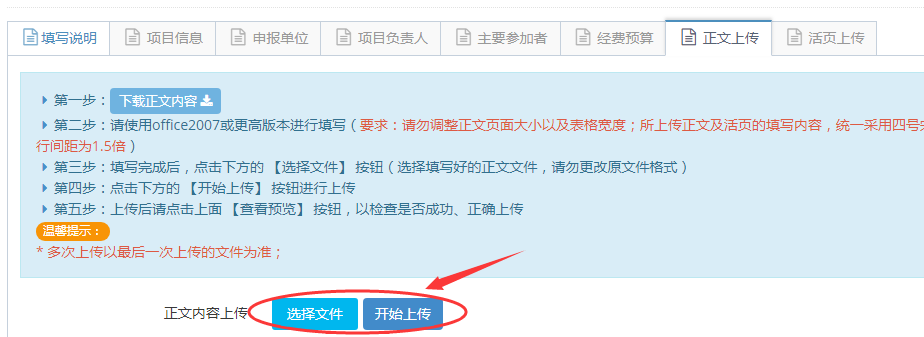 填写说明 项目信息 申报单位 项目负责人 主要参加者 经费预算 正文上传 活页上传
第一步：下载正文内容
第二步：请使用office2007或更高版本进行填写（要求：请勿调整正文页面大小以及表格宽度；所上传正文及活页的填写内容，统一采用四号
行间距为1.5倍）
第三步：填写完成后，点击下方的 【选择文件】 按钮（选择填写好的正文文件，请勿更改原文件格式）
第四步：点击下方的 【开始上传】 按钮进行上传
第五步：上传后请点击上面 【查看预览】 按钮，以检查是否成功、正确上传
温馨提示：
* 多次上传以最后一次上传的文件为准；
正文内容上传 选择文件 开始上传